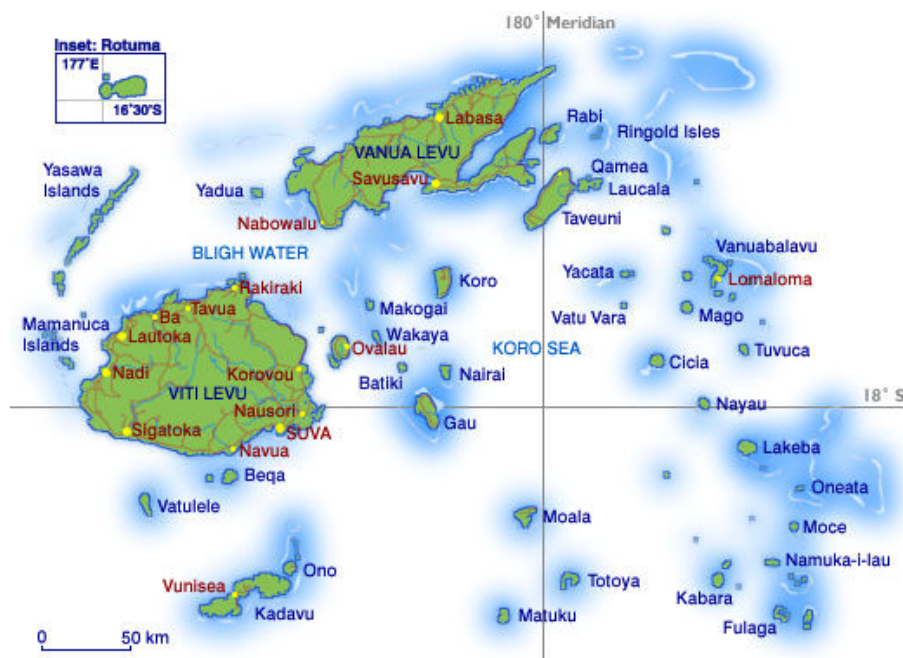 180° Meridian
Inset: Rotuma
177°E
16°30'S
Labasa
Rabi
Ringold Isles
VANUA LEVU
Yasawa
Islands
Yadua
Savusavu
Qamea
Laucala
Taveuni
Nabowalu
BLIGH WATER
Vanuabalavu
Rakiraki
Koro
Yacata
Lomaloma
Makogai
Vatu Vara
Mago
Tavua
Ba
Mamanuca
Islands
Lautoka
Wakaya
Ovalau
KORO SEA
Tuvuca
Cicia
Nadi
Korovou
Batiki
Nairai
VITI LEVU
18° S
Nausori
Gau
Nayau
Sigatoka
SUVA
Navua
Lakeba
Beqa
Oneata
Vatulele
Moala
Moce
Ono
Namuka-i-lau
Vunisea
Totoya
Kabara
Kadavu
Matuku
Fulaga
0
50 km